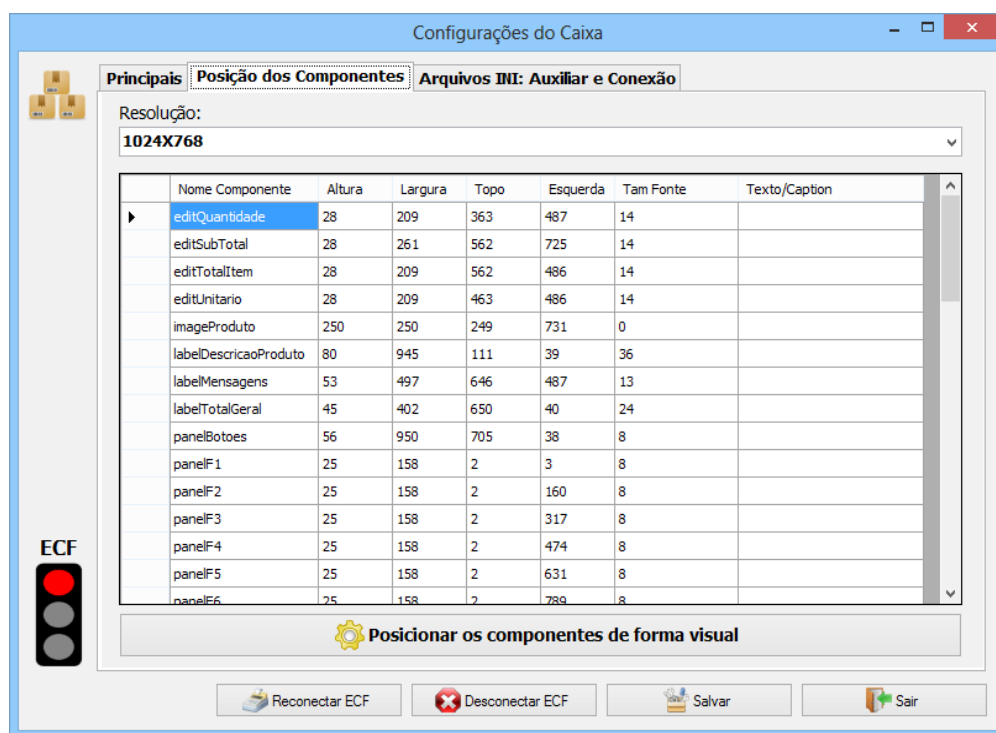 Configurações do Caixa
Principais Posição dos Componentes Arquivos INI: Auxiliar e Conexão
Resolução:
1024X768
Nome Componente Altura Largura Topo Esquerda Tam Fonte Texto/Caption
editQuantidade 28 209 363 487 14
editSubTotal 28 261 562 725 14
editTotalItem 28 209 562 486 14
editUnitario 28 209 463 486 14
imageProduto 250 250 249 731 0
labelDescricaoProduto 80 945 111 39 36
labelMensagens 53 497 646 487 13
labelTotalGeral 45 402 650 40 24
panelBotoes 56 950 705 38 8
panelF1 25 158 2 3 8
panelF2 25 158 2 160 8
panelF3 25 158 2 317 8
panelF4 25 158 2 474 8
panelF5 25 158 2 631 8
panelF6 25 158 2 789 8
ECF
Posicionar os componentes de forma visual
Reconectar ECF Desconectar ECF Salvar Sair